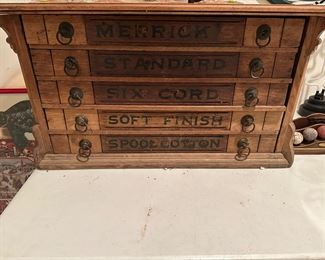 MERRICK
STANDARD
SIX CORD
SOFT FINISH
SPOOL COTTON